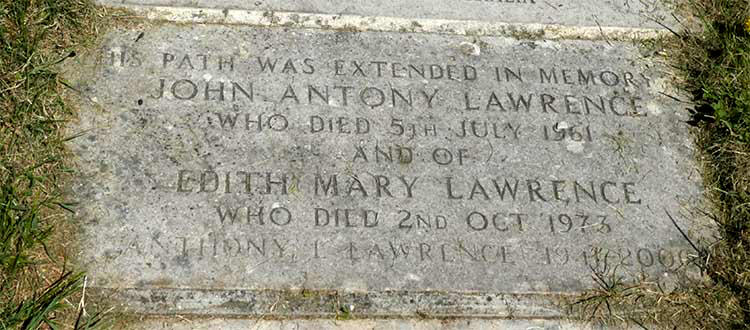 HIS PATH WAS EXTENDED IN MEMORY
JOHN ANTONY LAWRENCE
WHO DIED 5TH JULY 1961
AND OF
EDITH MARY LAWRENCE
WHO DIED 2ND OCT 1973
ANTHONY L LAWRENCE